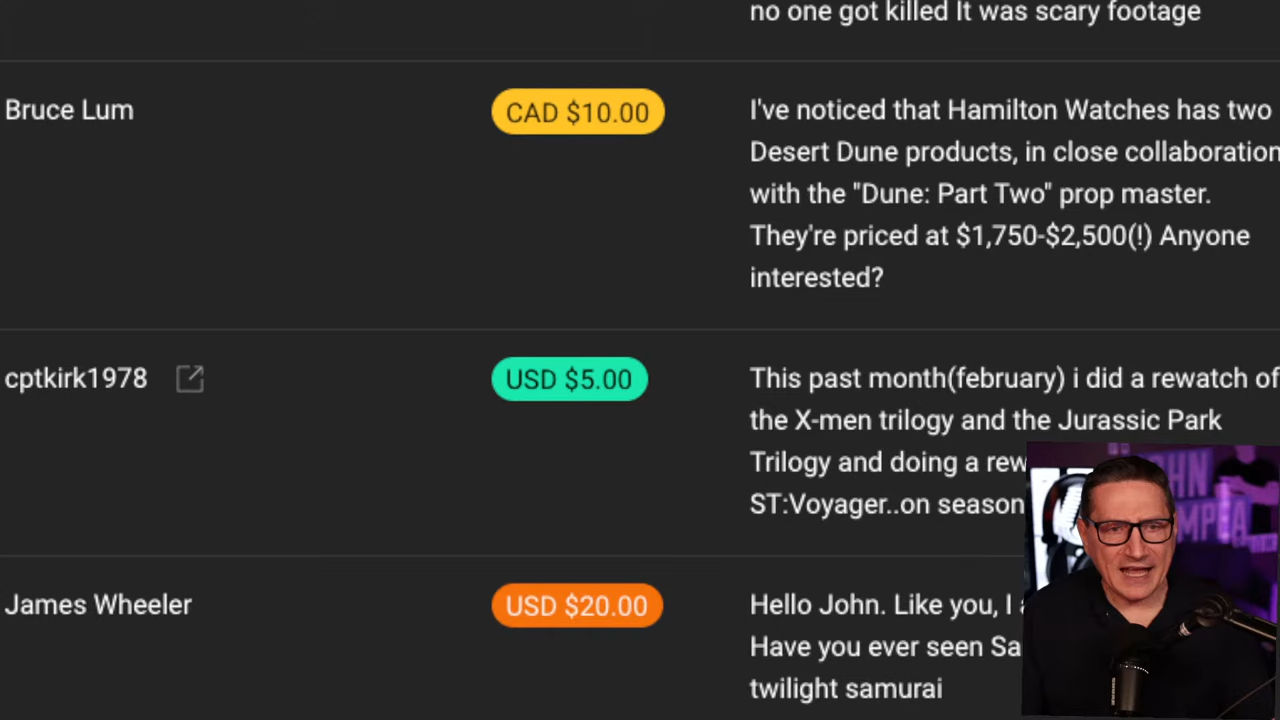 no one got killed It was scary footage
Bruce Lum
CAD $10.00
I've noticed that Hamilton Watches has two
Desert Dune products, in close collaboration
with the "Dune: Part Two" prop master.
They're priced at $1,750-$2,500(!) Anyone
interested?
cptkirk1978
USD $5.00
This past month(february) i did a rewatch of
the X-men trilogy and the Jurassic Park
Trilogy and doing a
ST:Voyager..on season
James Wheeler
USD $20.00
Hello John. Like you, I
Have you ever seen
twilight samurai